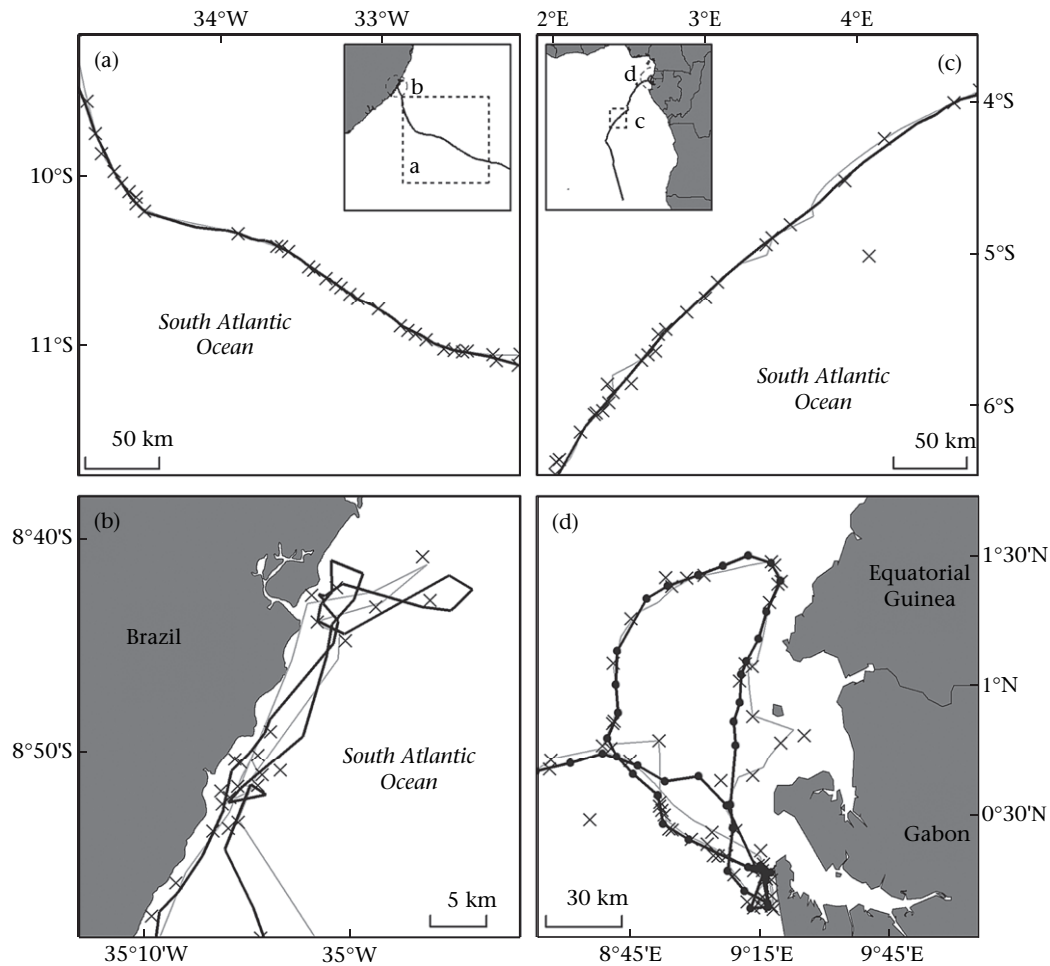 34°W 33°W 2°E 3°E 4°E
(a)
b
a
10°S
11°S
South Atlantic
Ocean
50 km
(c)
d
c
4°S
5°S
6°S
South Atlantic
Ocean
50 km
(b)
8°40'S
8°50'S
Brazil
South Atlantic
Ocean
5 km
35°10'W 35°W
(d)
1°30'N
1°N
0°30'N
Equatorial
Guinea
Gabon
30 km
8°45'E 9°15'E 9°45'E